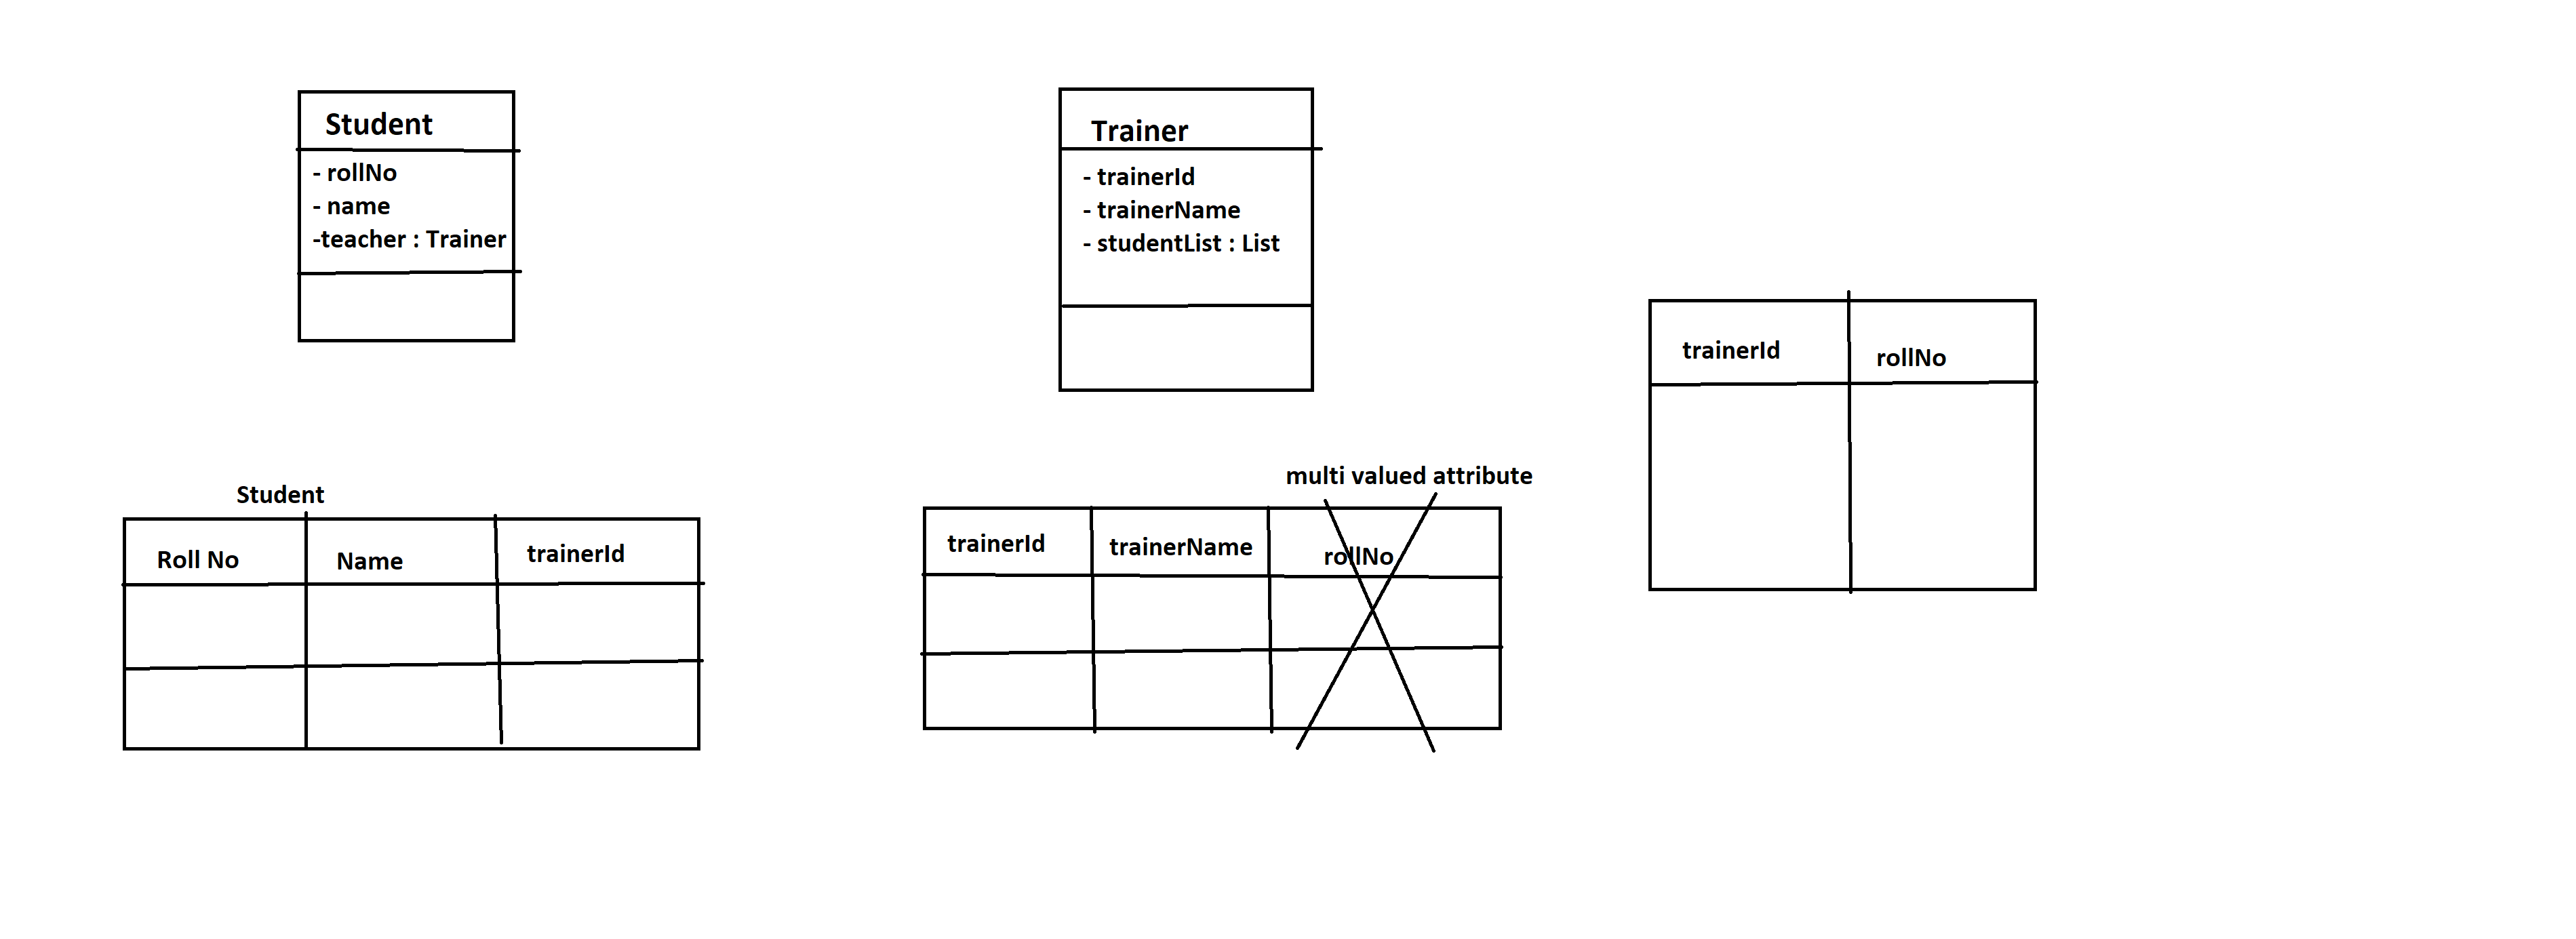 Student
- rollNo
- name
-teacher : Trainer
Trainer
- trainerId
- trainerName
- studentList : List
trainerId
rollNo
Student
Roll No
Name
trainerId
multi valued attribute
trainerId
trainerName
rollNo